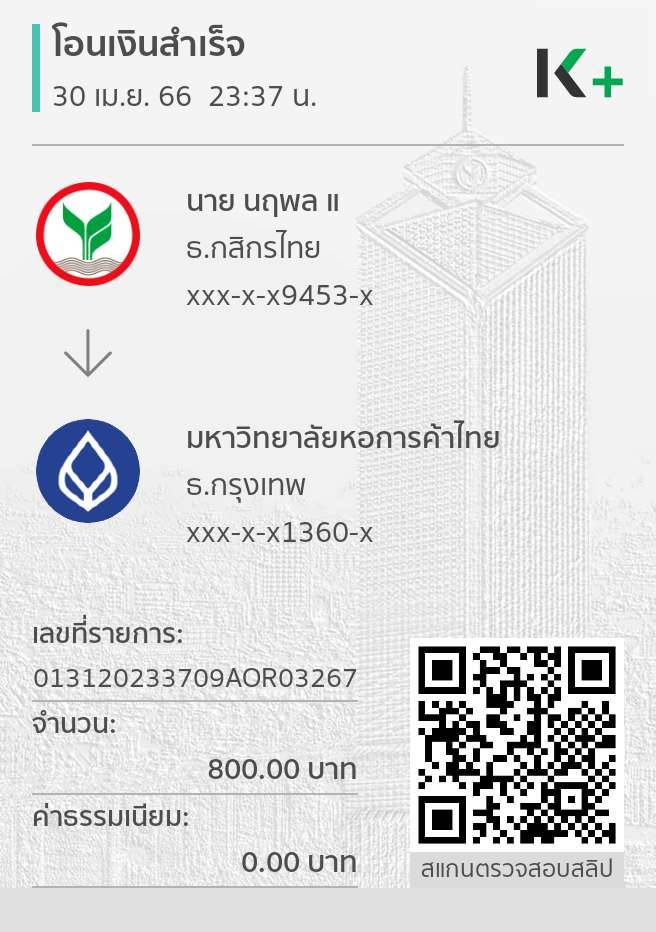 โอนเงินสำเร็จ
30 เม.ย. 66  23:37 น.
K+
นาย นฤพล แ
ธ.กสิกรไทย
xxx-x-x9453-x
มหาวิทยาลัยหอการค้าไทย
ธ.กรุงเทพ
xxx-x-x1360-x
เลขที่รายการ:
013120233709AOR03267
จำนวน:
800.00 บาท
ค่าธรรมเนียม:
0.00 บาท
สแกนตรวจสอบสลิป